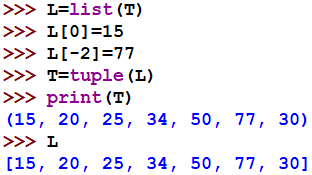 >>> L=list(T)
>>> L[0]=15
>>> L[-2]=77
>>> T=tuple(L)
>>> print(T)
(15, 20, 25, 34, 50, 77, 30)
>>> L
[15, 20, 25, 34, 50, 77, 30]